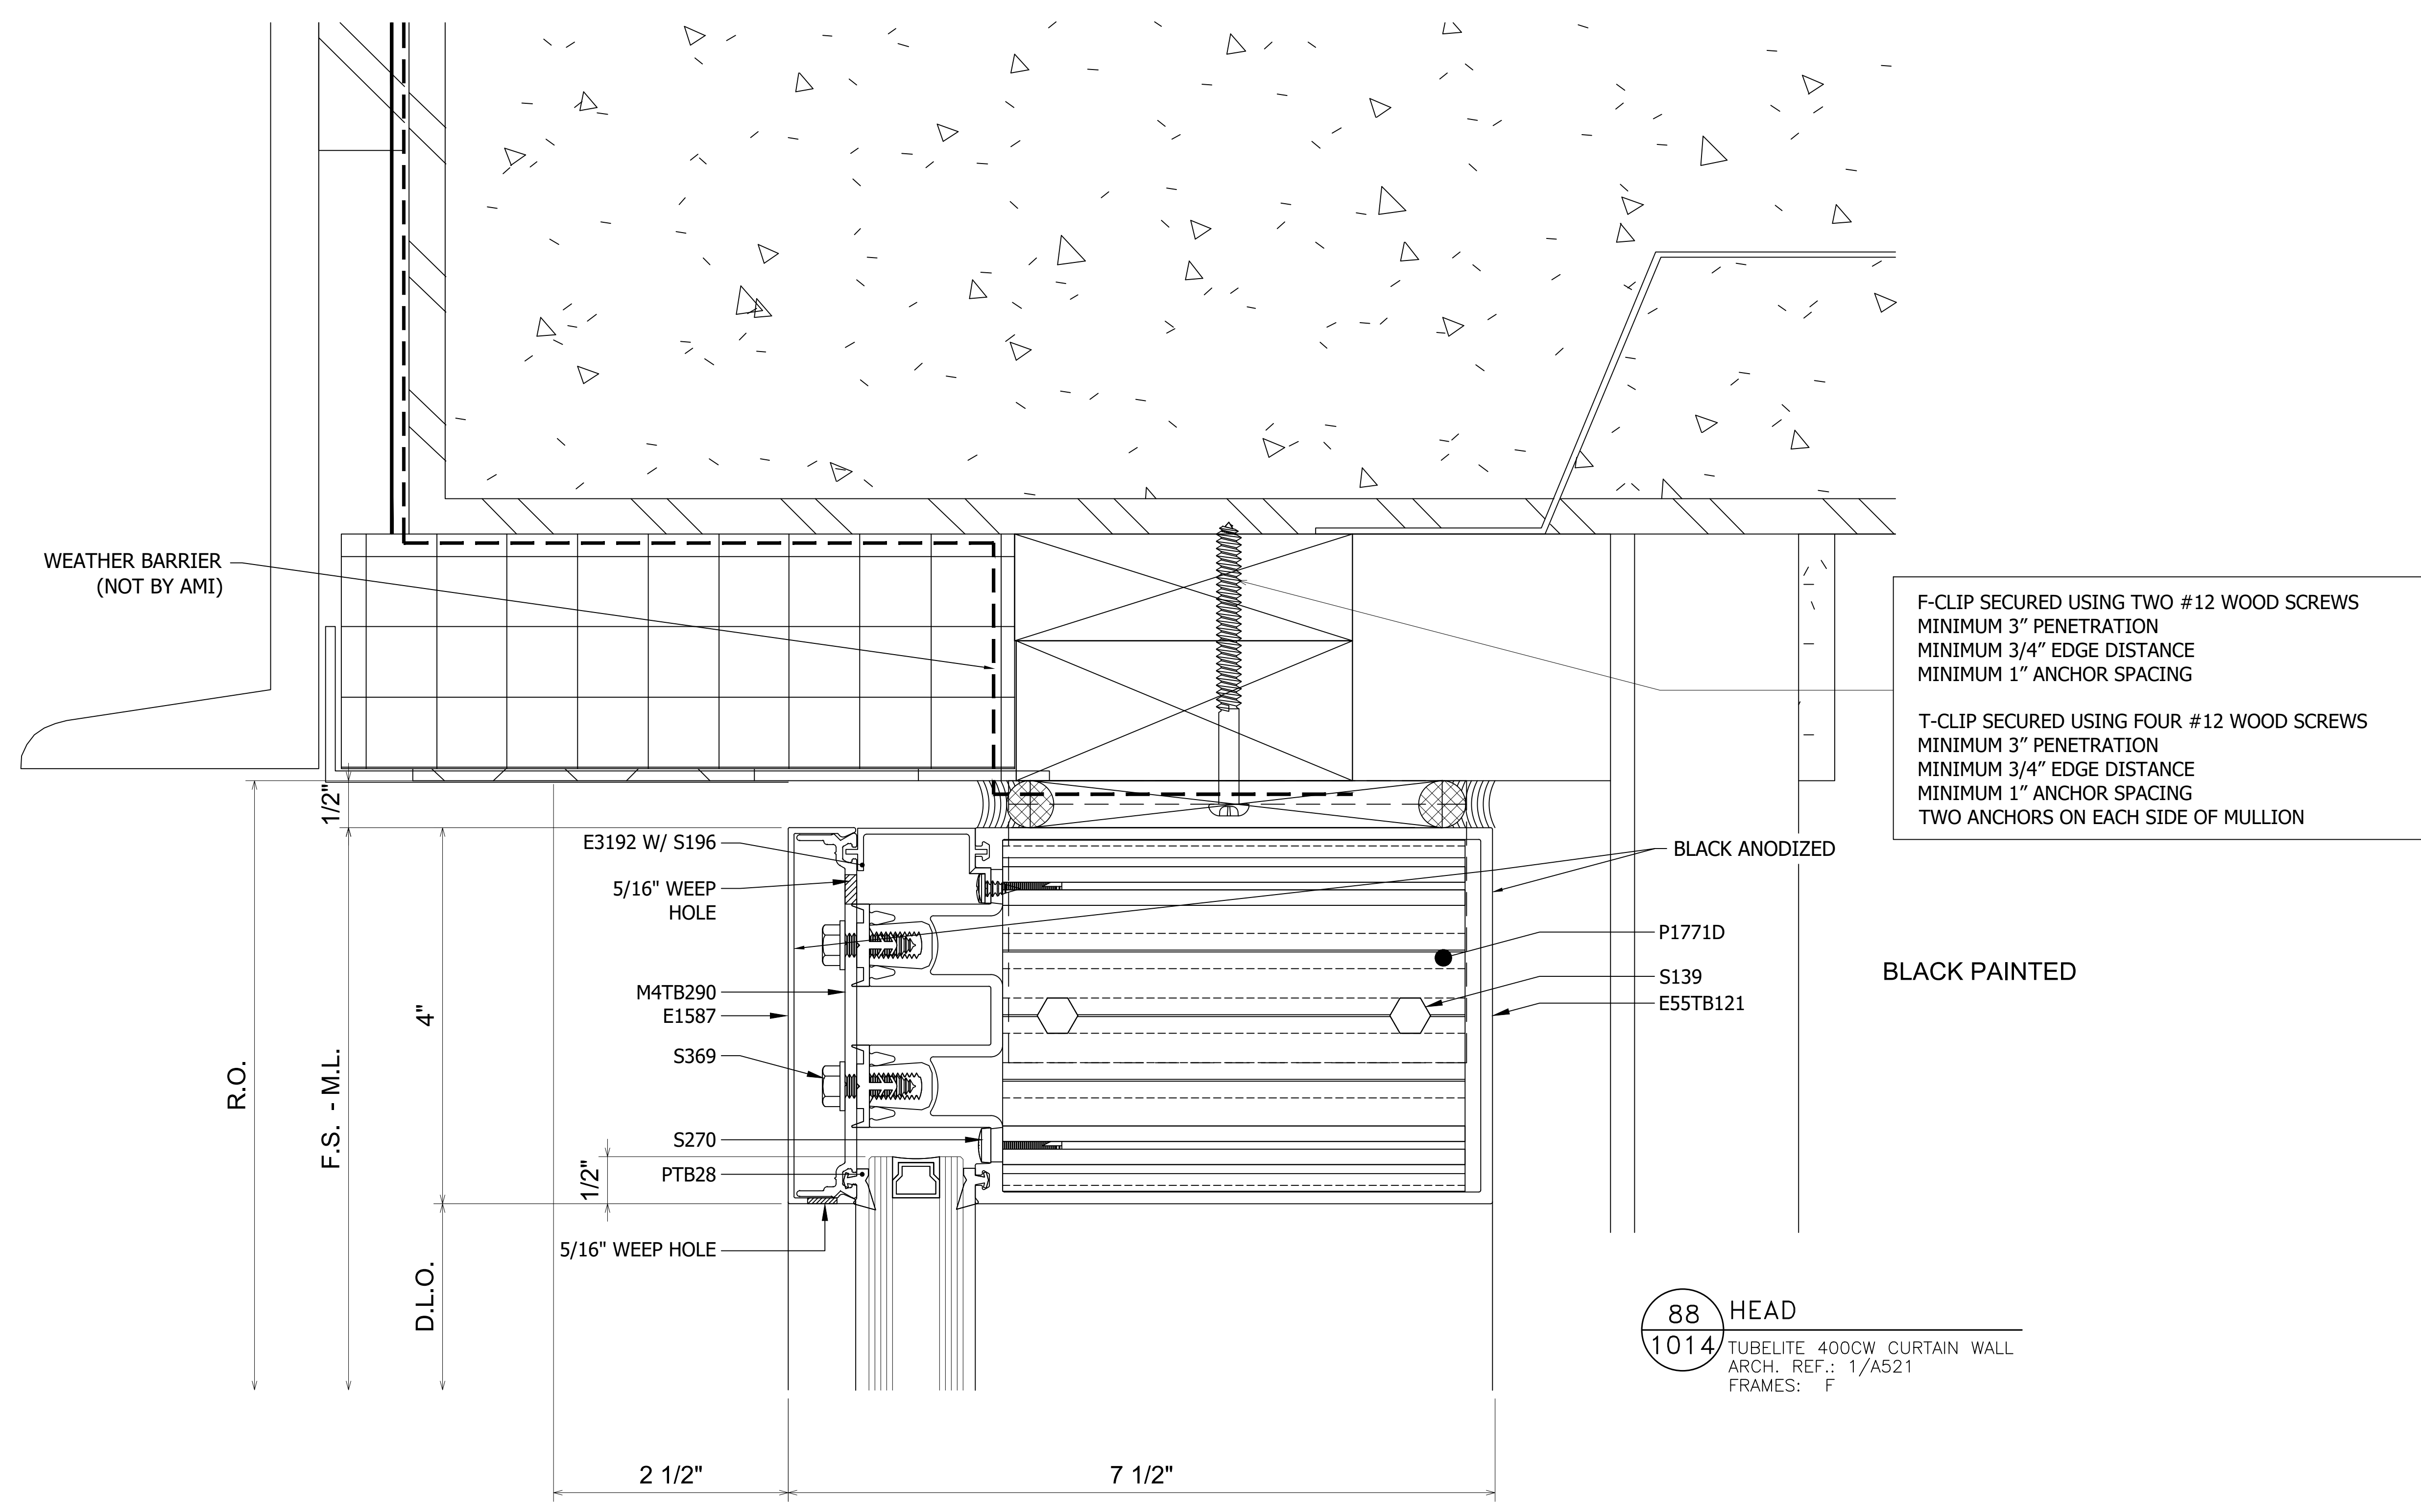 WEATHER BARRIER
(NOT BY AMI)
F-CLIP SECURED USING TWO #12 WOOD SCREWS
MINIMUM 3" PENETRATION
MINIMUM 3/4" EDGE DISTANCE
MINIMUM 1" ANCHOR SPACING
T-CLIP SECURED USING FOUR #12 WOOD SCREWS
MINIMUM 3" PENETRATION
MINIMUM 3/4" EDGE DISTANCE
MINIMUM 1" ANCHOR SPACING
TWO ANCHORS ON EACH SIDE OF MULLION
1/2"
E3192 W/ S196
5/16" WEEP
HOLE
M4TB290
E1587
S369
S270
PTB28
5/16" WEEP HOLE
BLACK ANODIZED
P1771D
S139
E55TB121
BLACK PAINTED
R.O.
F.S. - M.L.
4"
D.L.O.
1/2"
2 1/2"
7 1/2"
88
1014
HEAD
TUBELITE 400CW CURTAIN WALL
ARCH. REF.: 1/A521
FRAMES: F